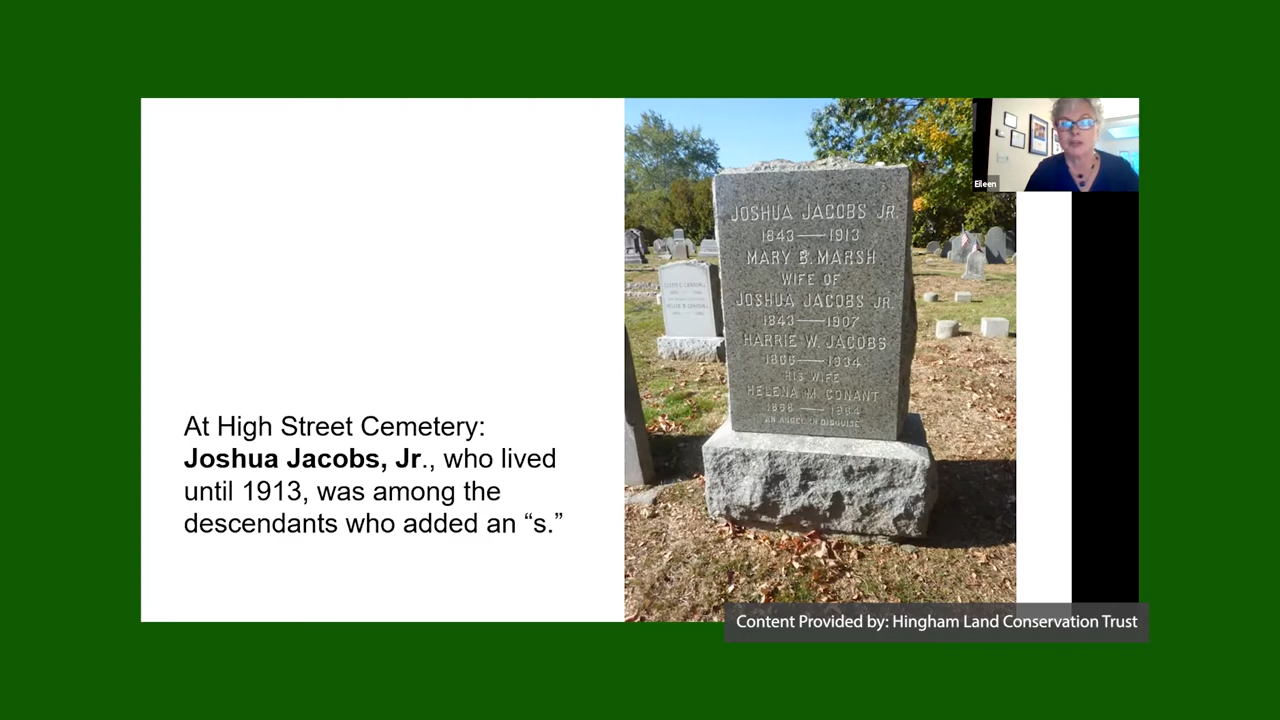 At High Street Cemetery:
Joshua Jacobs, Jr., who lived
until 1913, was among the
descendants who added an “s.”
JOSHUA JACOBS JR.
1843——1913
MARY B. MARSH
WIFE OF
JOSHUA JACOBS JR.
1843——1907
HARRIE W. JACOBS
1866——1934
HIS WIFE
HELENA M. CONANT
1868——1964
AN ANGEL IN DISGUISE
Eileen
Content Provided by: Hingham Land Conservation Trust